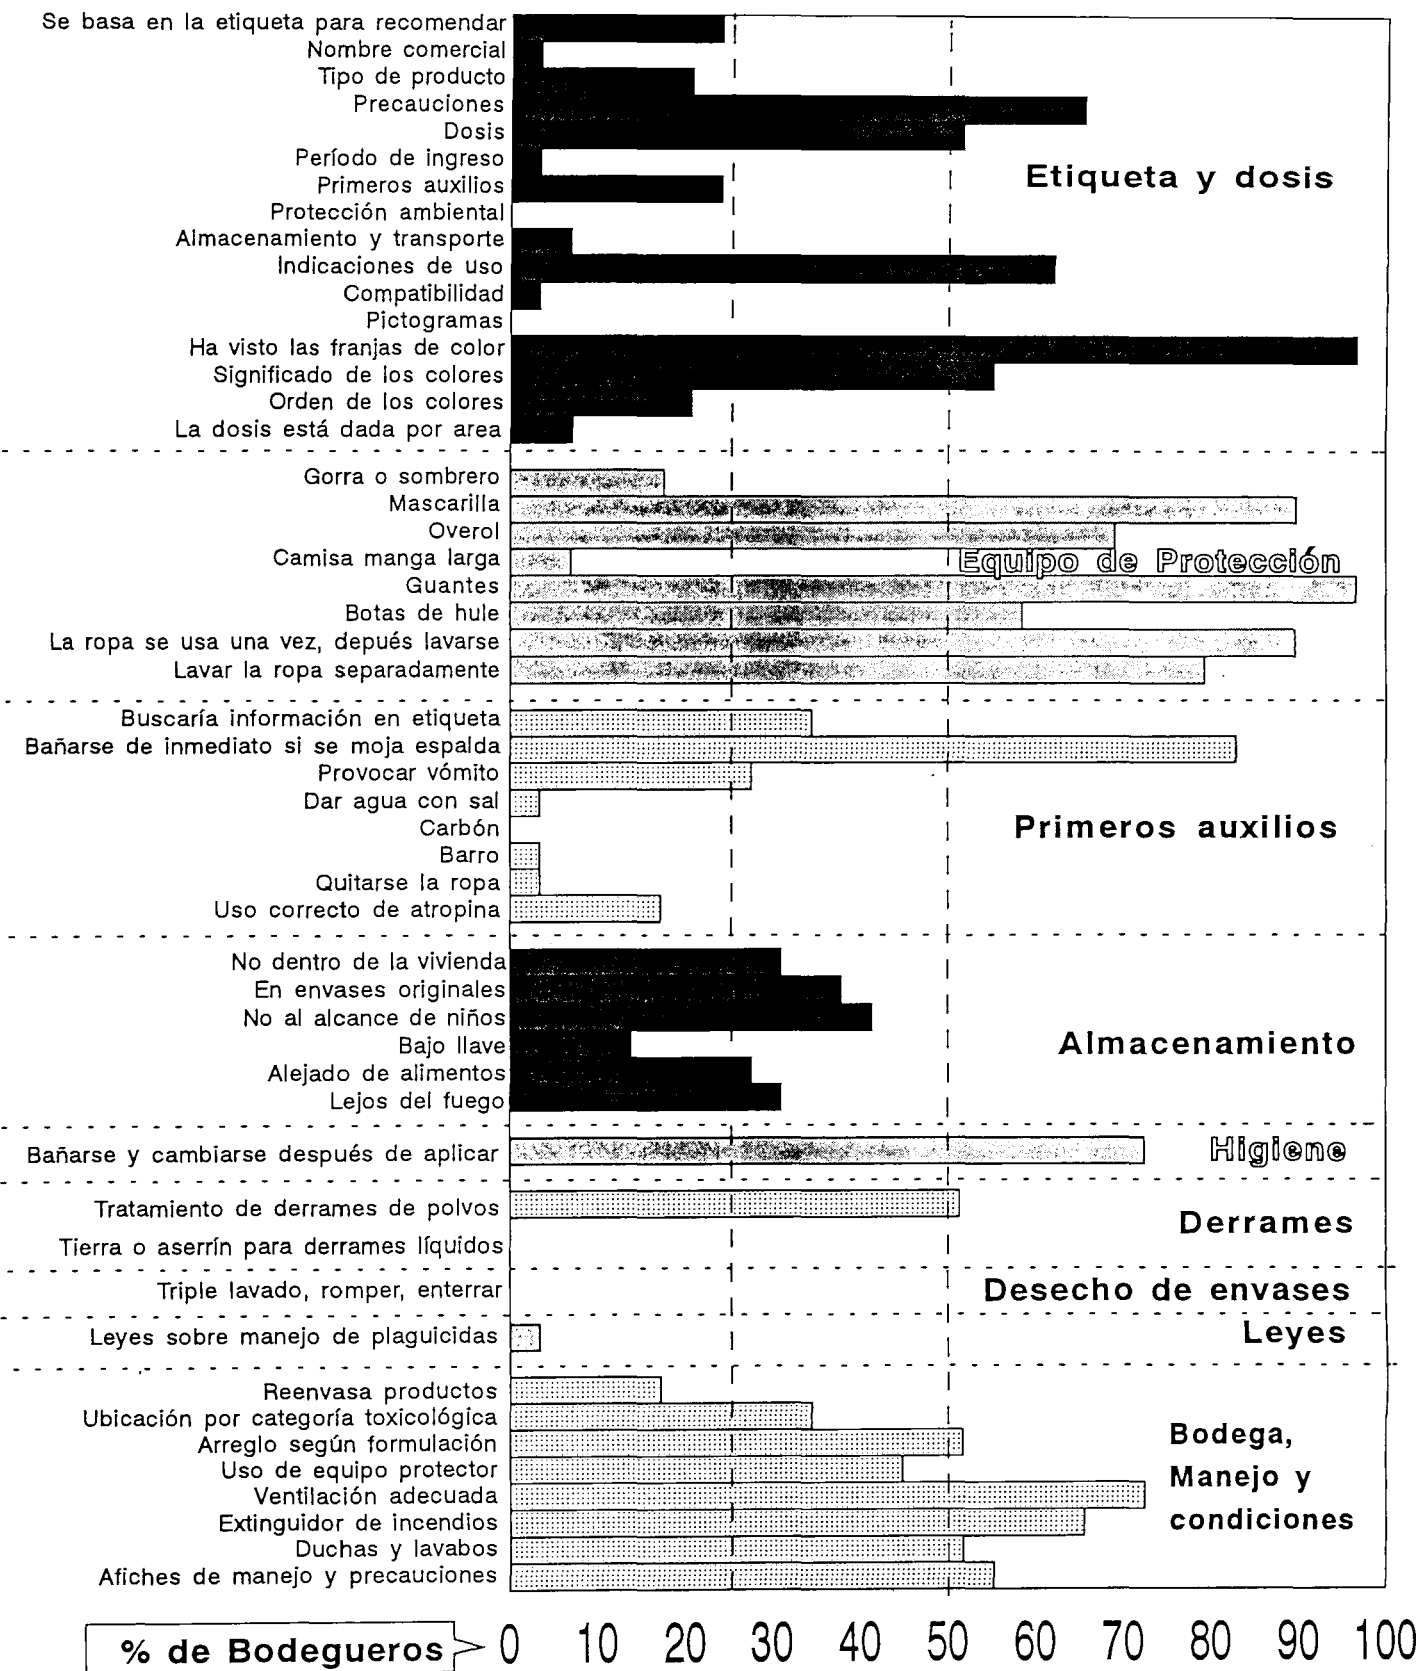 Se basa en la etiqueta para recomendar
Nombre comercial
Tipo de producto
Precauciones
Dosis
Período de ingreso
Primeros auxilios
Protección ambiental
Almacenamiento y transporte
Indicaciones de uso
Compatibilidad
Pictogramas
Ha visto las franjas de color
Significado de los colores
Orden de los colores
La dosis está dada por area
Etiqueta y dosis
Gorra o sombrero
Mascarilla
Overol
Camisa manga larga
Guantes
Botas de hule
La ropa se usa una vez, depués lavarse
Lavar la ropa separadamente
Equipo de Protección
Buscaría información en etiqueta
Bañarse de inmediato si se moja espalda
Provocar vómito
Dar agua con sal
Carbón
Barro
Quitarse la ropa
Uso correcto de atropina
Primeros auxilios
No dentro de la vivienda
En envases originales
No al alcance de niños
Bajo llave
Alejado de alimentos
Lejos del fuego
Almacenamiento
Bañarse y cambiarse después de aplicar
Higiene
Tratamiento de derrames de polvos
Tierra o aserrín para derrames líquidos
Derrames
Triple lavado, romper, enterrar
Desecho de envases
Leyes sobre manejo de plaguicidas
Leyes
Reenvasa productos
Ubicación por categoría toxicológica
Arreglo según formulación
Uso de equipo protector
Ventilación adecuada
Extinguidor de incendios
Duchas y lavabos
Afiches de manejo y precauciones
Bodega,
Manejo y
condiciones
% de Bodegueros
0 10 20 30 40 50 60 70 80 90 100